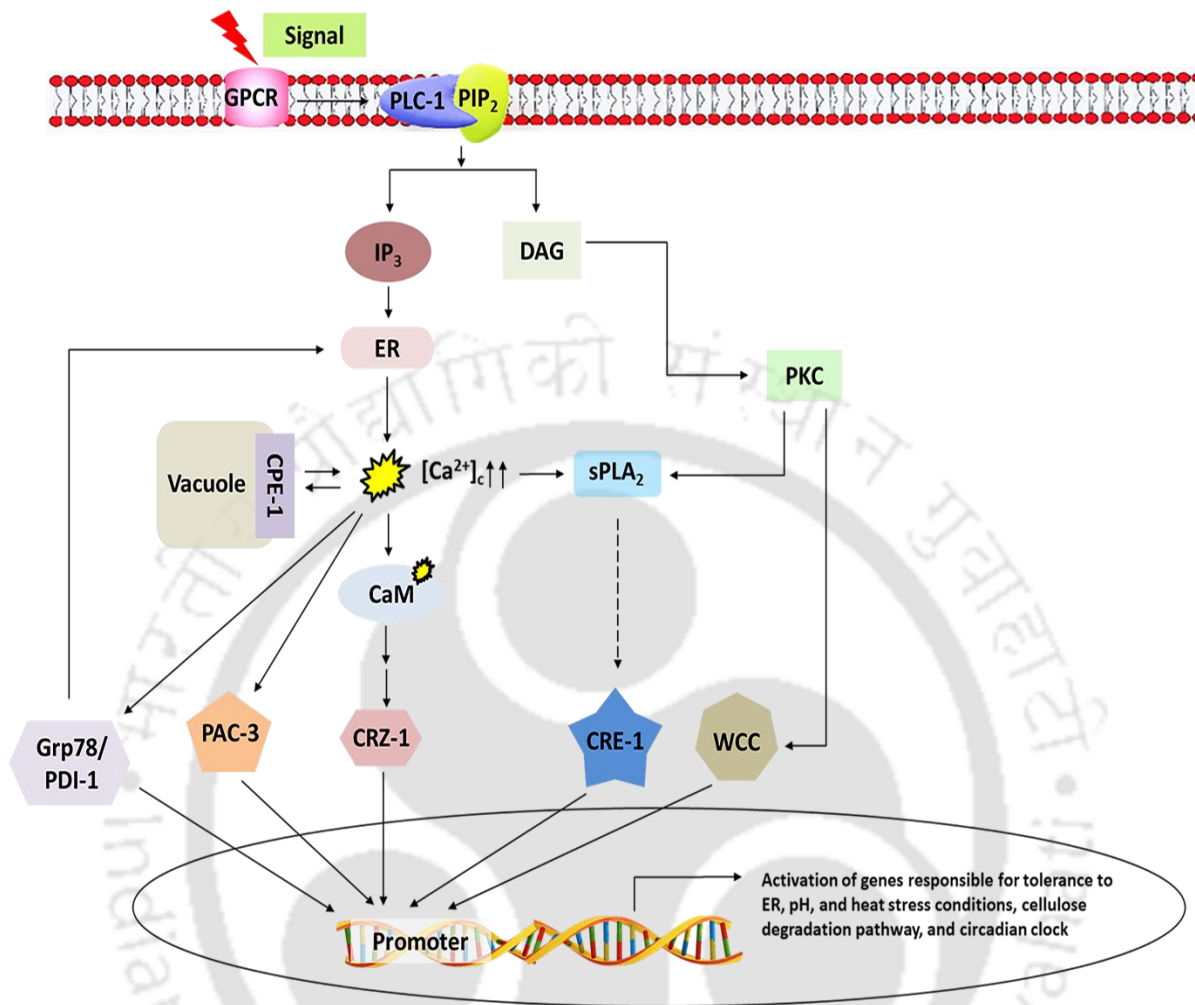 Signal
GPCR
PLC-1
PIP₂
IP₃
DAG
ER
PKC
Vacuole
CPE-1
[Ca²⁺]c↑↑
sPLA₂
CaM
Grp78/
PDI-1
PAC-3
CRZ-1
CRE-1
WCC
Promoter
Activation of genes responsible for tolerance to
ER, pH, and heat stress conditions, cellulose
degradation pathway, and circadian clock
भारतीय प्रौद्योगिकी संस्थान गुवाहाटी
Indian